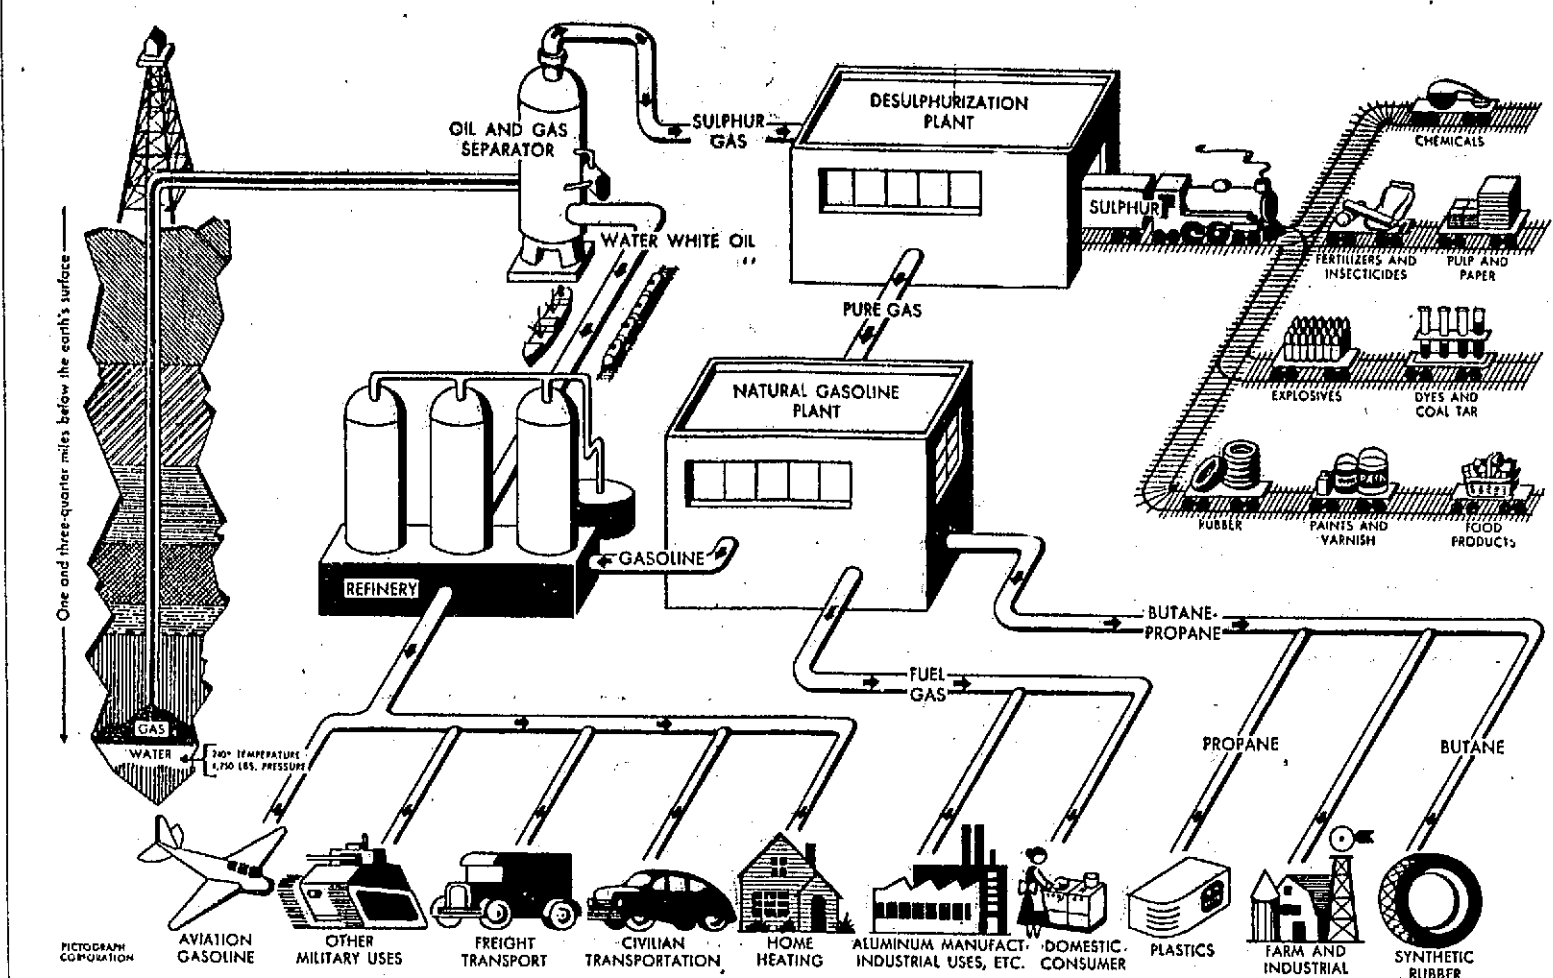 OIL AND GAS
SEPARATOR
SULPHUR
GAS
DESULPHURIZATION
PLANT
CHEMICALS
SULPHUR
WATER WHITE OIL
FERTILIZERS AND
INSECTICIDES
PULP AND
PAPER
PURE GAS
One and three-quarter miles below the earth's surface
NATURAL GASOLINE
PLANT
EXPLOSIVES
DYES AND
COAL TAR
RUBBER
PAINTS AND
VARNISH
FOOD
PRODUCTS
GASOLINE
REFINERY
BUTANE-
PROPANE
FUEL
GAS
GAS
WATER
240° TEMPERATURE
LBS. PRESSURE
PROPANE
BUTANE
PICTOGRAPH
CORPORATION
AVIATION
GASOLINE
OTHER
MILITARY USES
FREIGHT
TRANSPORT
CIVILIAN
TRANSPORTATION
HOME
HEATING
ALUMINUM MANUFACT-
INDUSTRIAL USES, ETC.
DOMESTIC
CONSUMER
PLASTICS
FARM AND
INDUSTRIAL
SYNTHETIC
RUBBER